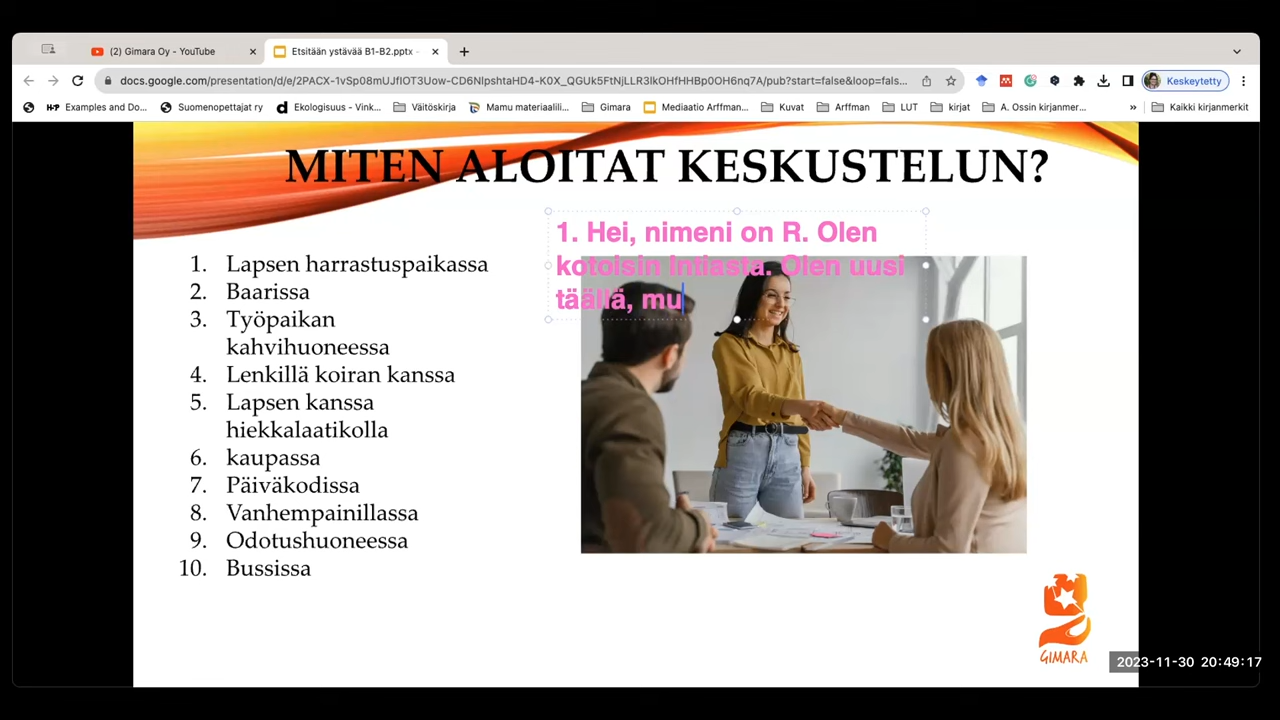 (2) Gimara Oy - YouTube
Etsitään ystävää B1-B2.pptx -
docs.google.com/presentation/d/e/2PACX-1vSp08mUJfIOT3Uow-CD6NlpshtaHD4-K0X_QGUk5FtNjLLR3lkOHfHHBp0OH6nq7A/pub?start=false&loop=fals...
Keskeytetty
Examples and Do...
Suomenopettajat ry
Ekologisuus - Vink...
Väitöskirja
Mamu materiaalil...
Gimara
Mediaatio Arffman...
Kuvat
Arffman
LUT
kirjat
A. Ossin kirjanmer...
»
Kaikki kirjanmerkit
MITEN ALOITAT KESKUSTELUN?
1. Hei, nimeni on R. Olen
kotoisin Intiasta. Olen uusi
täällä, mu
1. Lapsen harrastuspaikassa
2. Baarissa
3. Työpaikan
kahvihuoneessa
4. Lenkillä koiran kanssa
5. Lapsen kanssa
hiekkalaatikolla
6. kaupassa
7. Päiväkodissa
8. Vanhempainillassa
9. Odotushuoneessa
10. Bussissa
GIMARA
2023-11-30 20:49:17